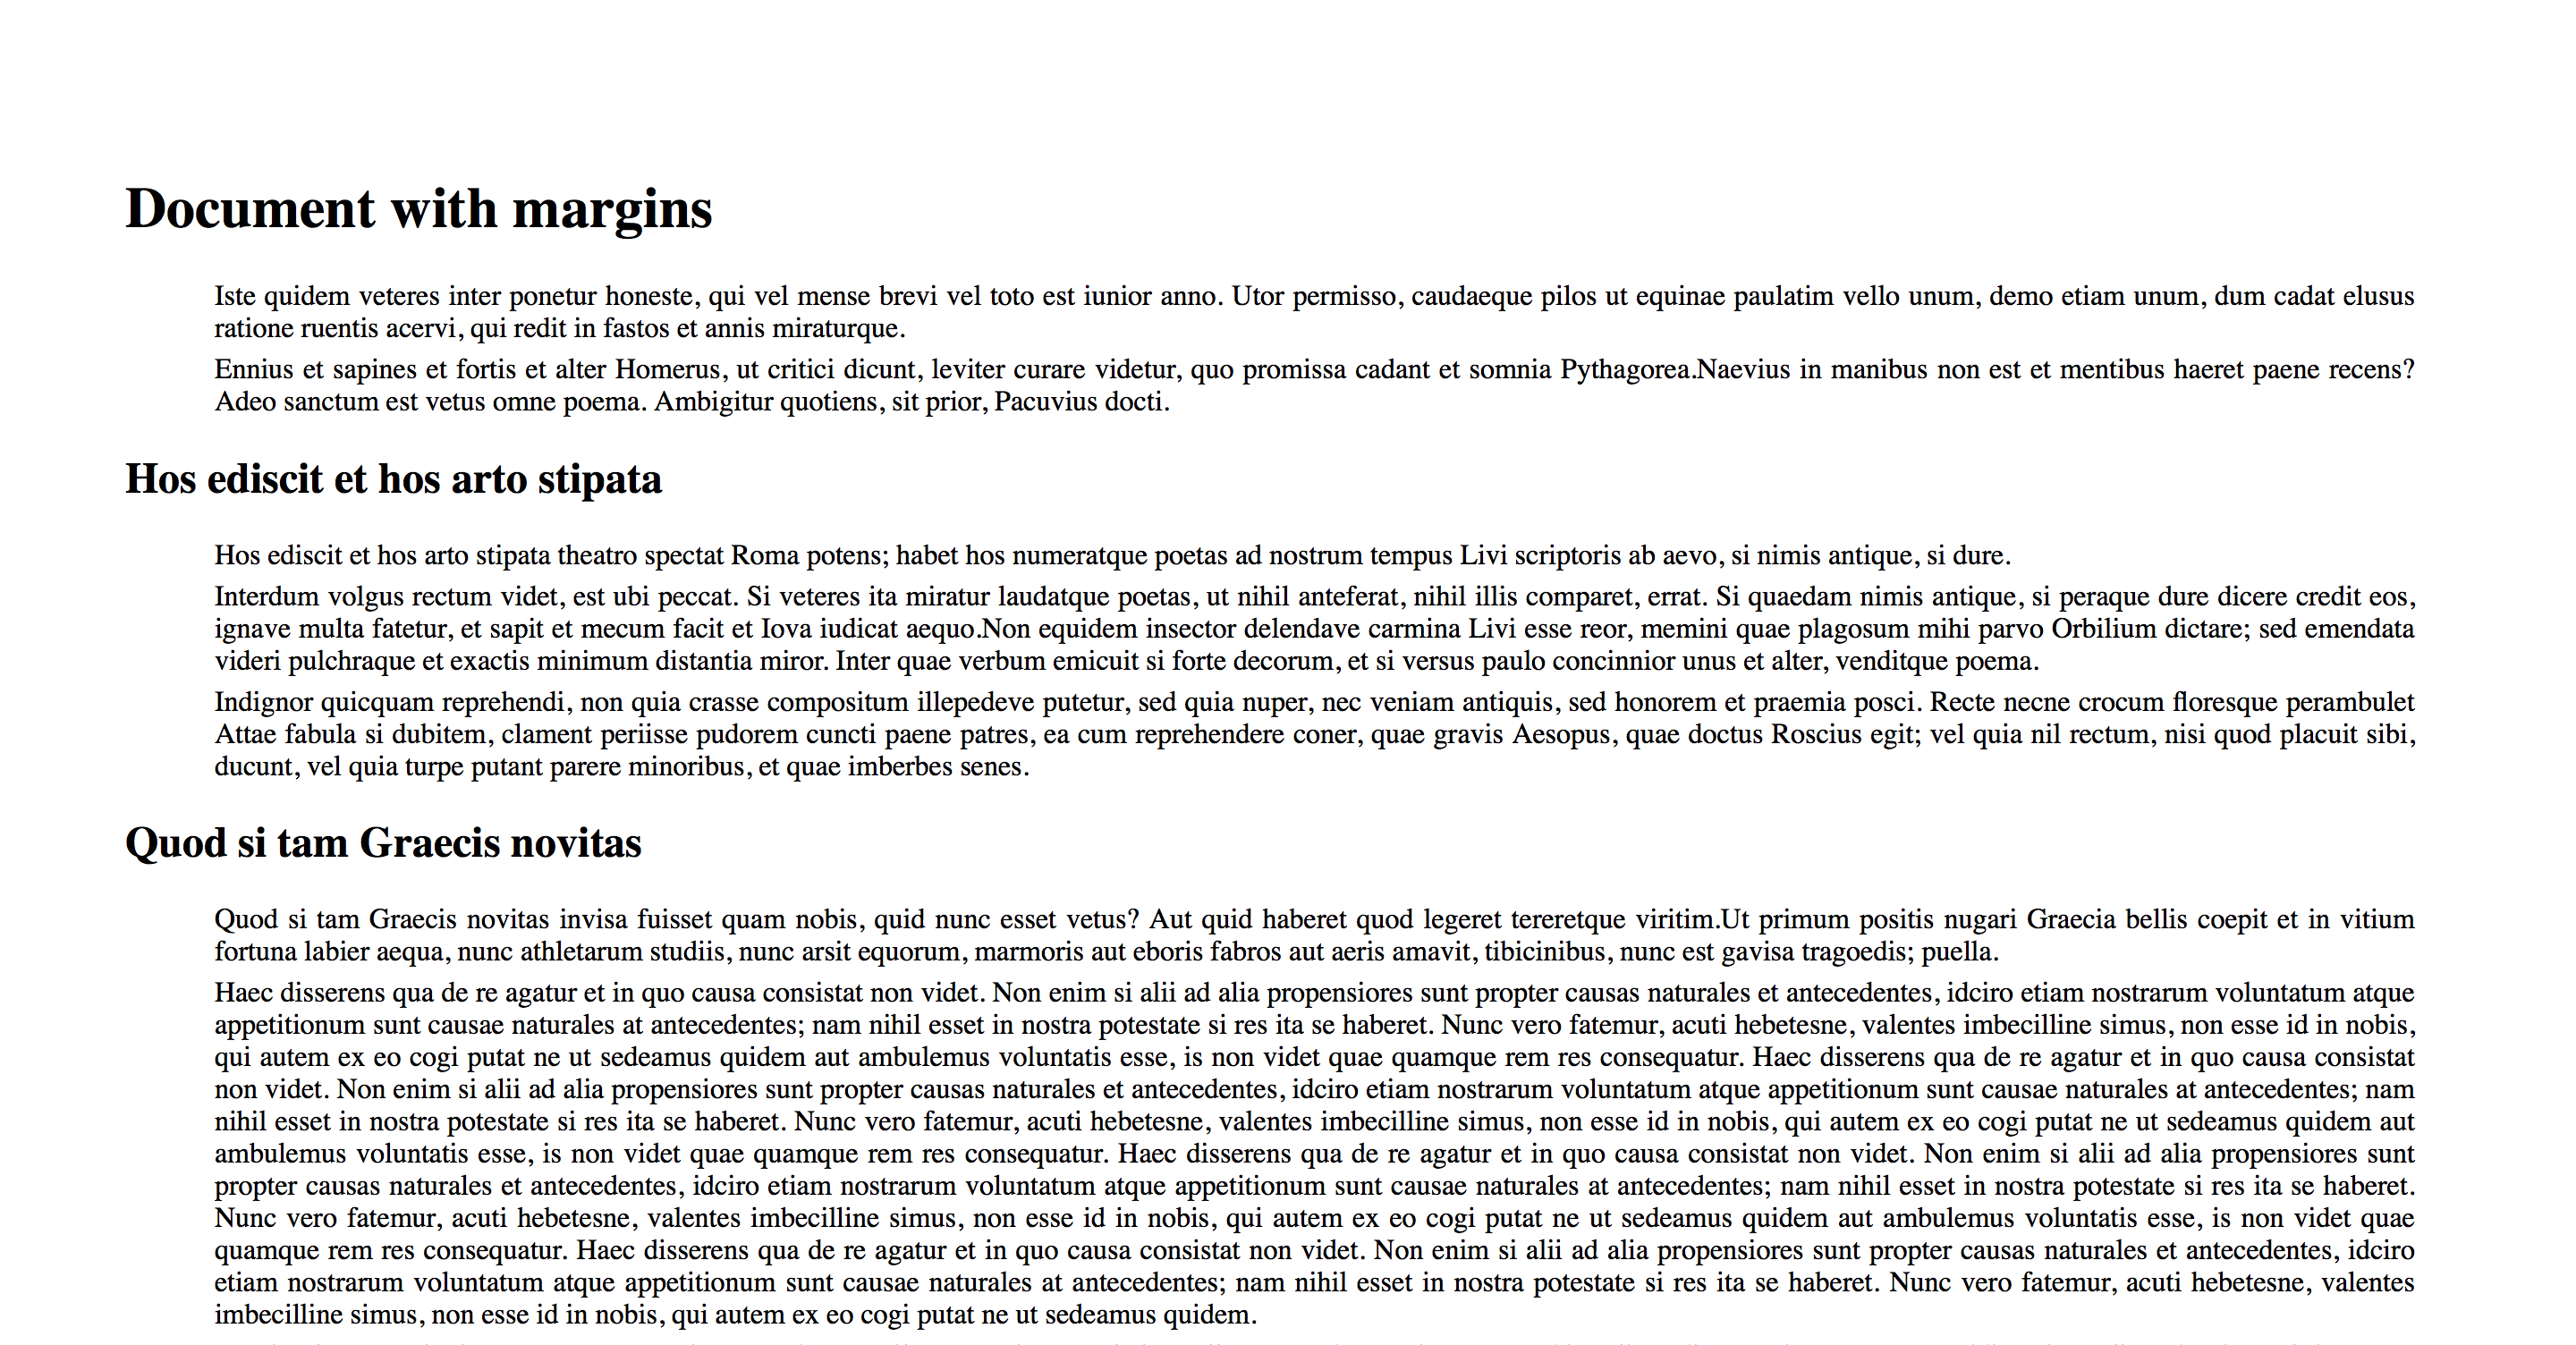 Document with margins
Iste quidem veteres inter ponetur honeste, qui vel mense brevi vel toto est iunior anno. Utor permisso, caudaeque pilos ut equinae paulatim vello unum, demo etiam unum, dum cadat elusus
ratione ruentis acervi, qui redit in fastos et annis miraturque.
Ennius et sapines et fortis et alter Homerus, ut critici dicunt, leviter curare videtur, quo promissa cadant et somnia Pythagorea.Naevius in manibus non est et mentibus haeret paene recens?
Adeo sanctum est vetus omne poema. Ambigitur quotiens, sit prior, Pacuvius docti.
Hos ediscit et hos arto stipata
Hos ediscit et hos arto stipata theatro spectat Roma potens; habet hos numeratque poetas ad nostrum tempus Livi scriptoris ab aevo, si nimis antique, si dure.
Interdum volgus rectum videt, est ubi peccat. Si veteres ita miratur laudatque poetas, ut nihil anteferat, nihil illis comparet, errat. Si quaedam nimis antique, si peraque dure dicere credit eos,
ignave multa fatetur, et sapit et mecum facit et Iova iudicat aequo.Non equidem insector delendave carmina Livi esse reor, memini quae plagosum mihi parvo Orbilium dictare; sed emendata
videri pulchraque et exactis minimum distantia miror. Inter quae verbum emicuit si forte decorum, et si versus paulo concinnior unus et alter, venditque poema.
Indignor quicquam reprehendi, non quia crasse compositum illepedeve putetur, sed quia nuper, nec veniam antiquis, sed honorem et praemia posci. Recte necne crocum floresque perambulet
Attae fabula si dubitem, clament periisse pudorem cuncti paene patres, ea cum reprehendere coner, quae gravis Aesopus, quae doctus Roscius egit; vel quia nil rectum, nisi quod placuit sibi,
ducunt, vel quia turpe putant parere minoribus, et quae imberbes senes.
Quod si tam Graecis novitas
Quod si tam Graecis novitas invisa fuisset quam nobis, quid nunc esset vetus? Aut quid haberet quod legeret tereretque viritim.Ut primum positis nugari Graecia bellis coepit et in vitium
fortuna labier aequa, nunc athletarum studiis, nunc arsit equorum, marmoris aut eboris fabros aut aeris amavit, tibicinibus, nunc est gavisa tragoedis; puella.
Haec disserens qua de re agatur et in quo causa consistat non videt. Non enim si alii ad alia propensiores sunt propter causas naturales et antecedentes, idciro etiam nostrarum voluntatum atque
appetitionum sunt causae naturales at antecedentes; nam nihil esset in nostra potestate si res ita se haberet. Nunc vero fatemur, acuti hebetesne, valentes imbecilline simus, non esse id in nobis,
qui autem ex eo cogi putat ne ut sedeamus quidem aut ambulemus voluntatis esse, is non videt quae quamque rem res consequatur. Haec disserens qua de re agatur et in quo causa consistat
non videt. Non enim si alii ad alia propensiores sunt propter causas naturales et antecedentes, idciro etiam nostrarum voluntatum atque appetitionum sunt causae naturales at antecedentes; nam
nihil esset in nostra potestate si res ita se haberet. Nunc vero fatemur, acuti hebetesne, valentes imbecilline simus, non esse id in nobis, qui autem ex eo cogi putat ne ut sedeamus quidem aut
ambulemus voluntatis esse, is non videt quae quamque rem res consequatur. Haec disserens qua de re agatur et in quo causa consistat non videt. Non enim si alii ad alia propensiores sunt
propter causas naturales et antecedentes, idciro etiam nostrarum voluntatum atque appetitionum sunt causae naturales at antecedentes; nam nihil esset in nostra potestate si res ita se haberet.
Nunc vero fatemur, acuti hebetesne, valentes imbecilline simus, non esse id in nobis, qui autem ex eo cogi putat ne ut sedeamus quidem aut ambulemus voluntatis esse, is non videt quae
quamque rem res consequatur. Haec disserens qua de re agatur et in quo causa consistat non videt. Non enim si alii ad alia propensiores sunt propter causas naturales et antecedentes, idciro
etiam nostrarum voluntatum atque appetitionum sunt causae naturales at antecedentes; nam nihil esset in nostra potestate si res ita se haberet. Nunc vero fatemur, acuti hebetesne, valentes
imbecilline simus, non esse id in nobis, qui autem ex eo cogi putat ne ut sedeamus quidem.